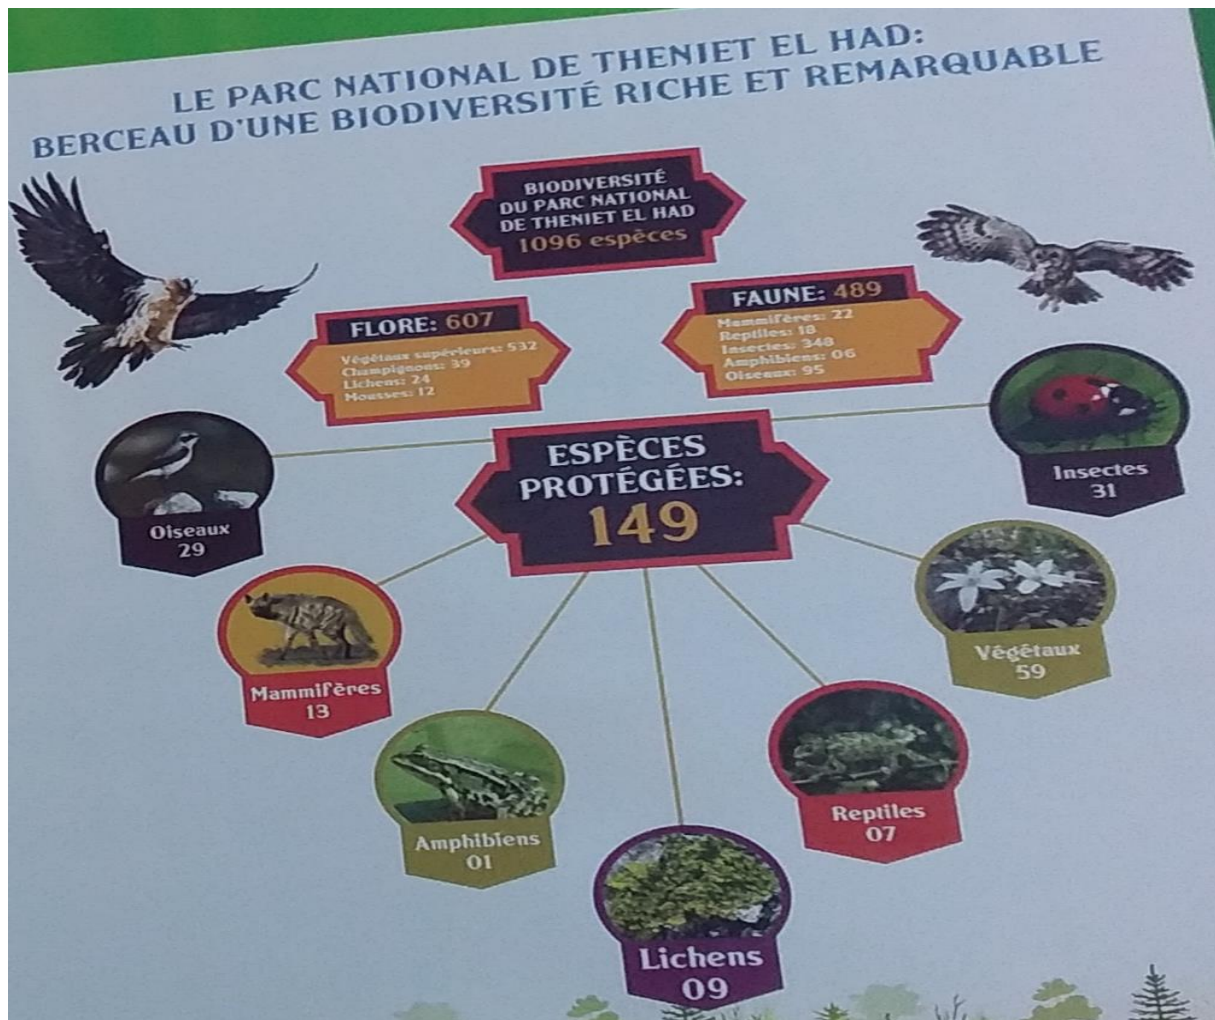 LE PARC NATIONAL DE THENIET EL HAD:
BERCEAU D'UNE BIODIVERSITÉ RICHE ET REMARQUABLE
BIODIVERSITÉ
DU PARC NATIONAL
DE THENIET EL HAD
1096 espèces
FLORE: 607
Végétaux supérieurs: 532
Champignons: 39
Lichens: 24
Mousses: 12
FAUNE: 489
Mammifères: 22
Reptiles: 18
Insectes: 348
Amphibiens: 06
Oiseaux: 95
ESPÈCES
PROTÉGÉES:
149
Oiseaux
29
Mammifères
13
Amphibiens
01
Lichens
09
Reptiles
07
Végétaux
59
Insectes
31